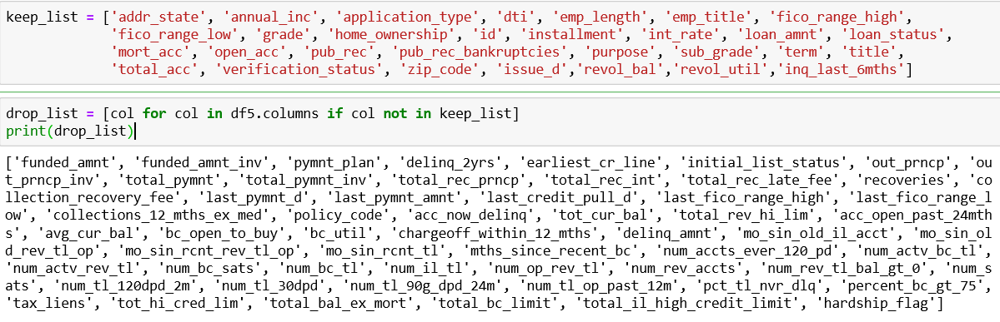 keep_list = ['addr_state', 'annual_inc', 'application_type', 'dti', 'emp_length', 'emp_title', 'fico_range_high',
'fico_range_low', 'grade', 'home_ownership', 'id', 'installment', 'int_rate', 'loan_amnt', 'loan_status',
'mort_acc', 'open_acc', 'pub_rec', 'pub_rec_bankruptcies', 'purpose', 'sub_grade', 'term', 'title',
'total_acc', 'verification_status', 'zip_code', 'issue_d','revol_bal','revol_util','inq_last_6mths']
drop_list = [col for col in df5.columns if col not in keep_list]
print(drop_list)
['funded_amnt', 'funded_amnt_inv', 'pymnt_plan', 'delinq_2yrs', 'earliest_cr_line', 'initial_list_status', 'out_prncp', 'ou
t_prncp_inv', 'total_pymnt', 'total_pymnt_inv', 'total_rec_prncp', 'total_rec_int', 'total_rec_late_fee', 'recoveries', 'co
llection_recovery_fee', 'last_pymnt_d', 'last_pymnt_amnt', 'last_credit_pull_d', 'last_fico_range_high', 'last_fico_range_l
ow', 'collections_12_mths_ex_med', 'policy_code', 'acc_now_delinq', 'tot_cur_bal', 'total_rev_hi_lim', 'acc_open_past_24mth
s', 'avg_cur_bal', 'bc_open_to_buy', 'bc_util', 'chargeoff_within_12_mths', 'delinq_amnt', 'mo_sin_old_il_acct', 'mo_sin_ol
d_rev_tl_op', 'mo_sin_rcnt_rev_tl_op', 'mo_sin_rcnt_tl', 'mths_since_recent_bc', 'num_accts_ever_120_pd', 'num_actv_bc_tl',
'num_actv_rev_tl', 'num_bc_sats', 'num_bc_tl', 'num_il_tl', 'num_op_rev_tl', 'num_rev_accts', 'num_rev_tl_bal_gt_0', 'num_s
ats', 'num_tl_120dpd_2m', 'num_tl_30dpd', 'num_tl_90g_dpd_24m', 'num_tl_op_past_12m', 'pct_tl_nvr_dlq', 'percent_bc_gt_75',
'tax_liens', 'tot_hi_cred_lim', 'total_bal_ex_mort', 'total_bc_limit', 'total_il_high_credit_limit', 'hardship_flag']